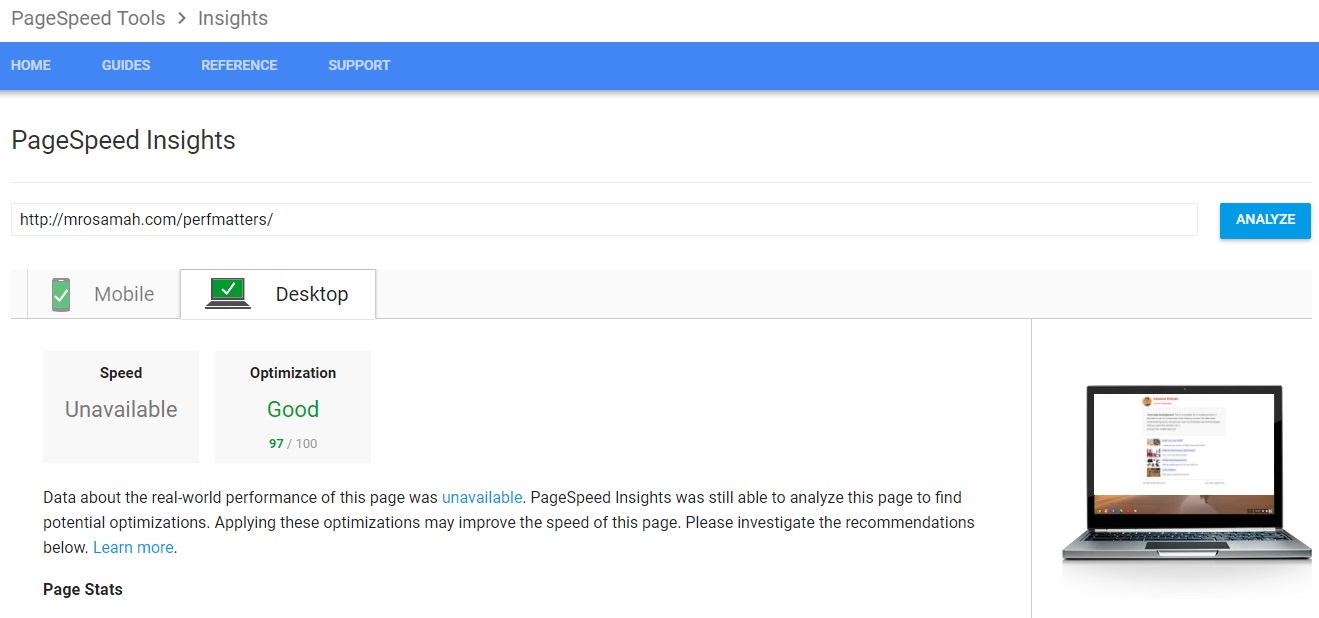 PageSpeed Tools > Insights
HOME GUIDES REFERENCE SUPPORT
PageSpeed Insights
http://mrosamah.com/perfmatters/
ANALYZE
Mobile Desktop
Speed
Unavailable
Optimization
Good
97 / 100
Data about the real-world performance of this page was unavailable. PageSpeed Insights was still able to analyze this page to find
potential optimizations. Applying these optimizations may improve the speed of this page. Please investigate the recommendations
below. Learn more.
Page Stats